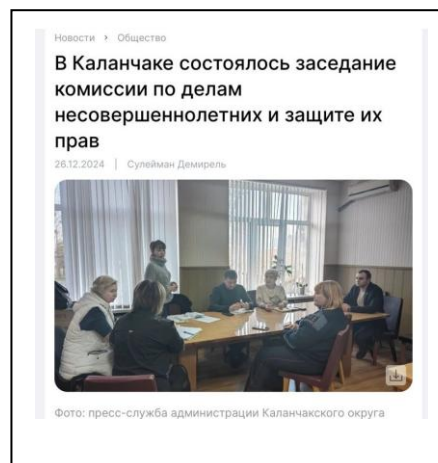 Новости > Общество
В Каланчаке состоялось заседание
комиссии по делам
несовершеннолетних и защите их
прав
26.12.2024 | Сулейман Демирель
Фото: пресс-служба администрации Каланчакского округа